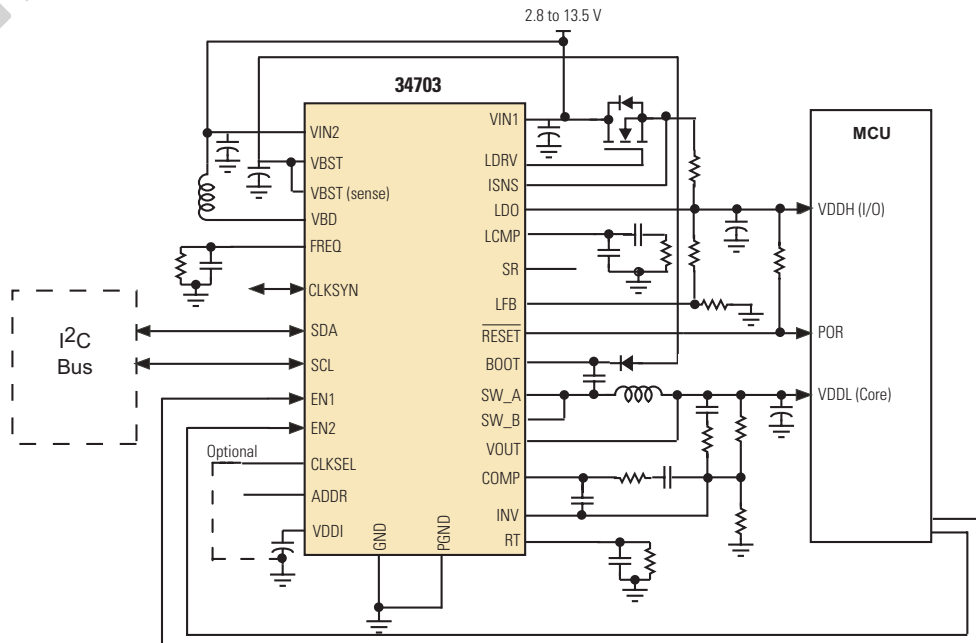 2.8 to 13.5 V
34703
VIN2
VBST
VBST (sense)
VBD
FREQ
CLKSYN
SDA
SCL
EN1
EN2
CLKSEL
ADDR
VDDI
GND
PGND
VIN1
LDRV
ISNS
LDO
LCMP
SR
LFB
RESET
BOOT
SW_A
SW_B
VOUT
COMP
INV
RT
MCU
VDDH (I/O)
POR
VDDL (Core)
I2C
Bus
Optional